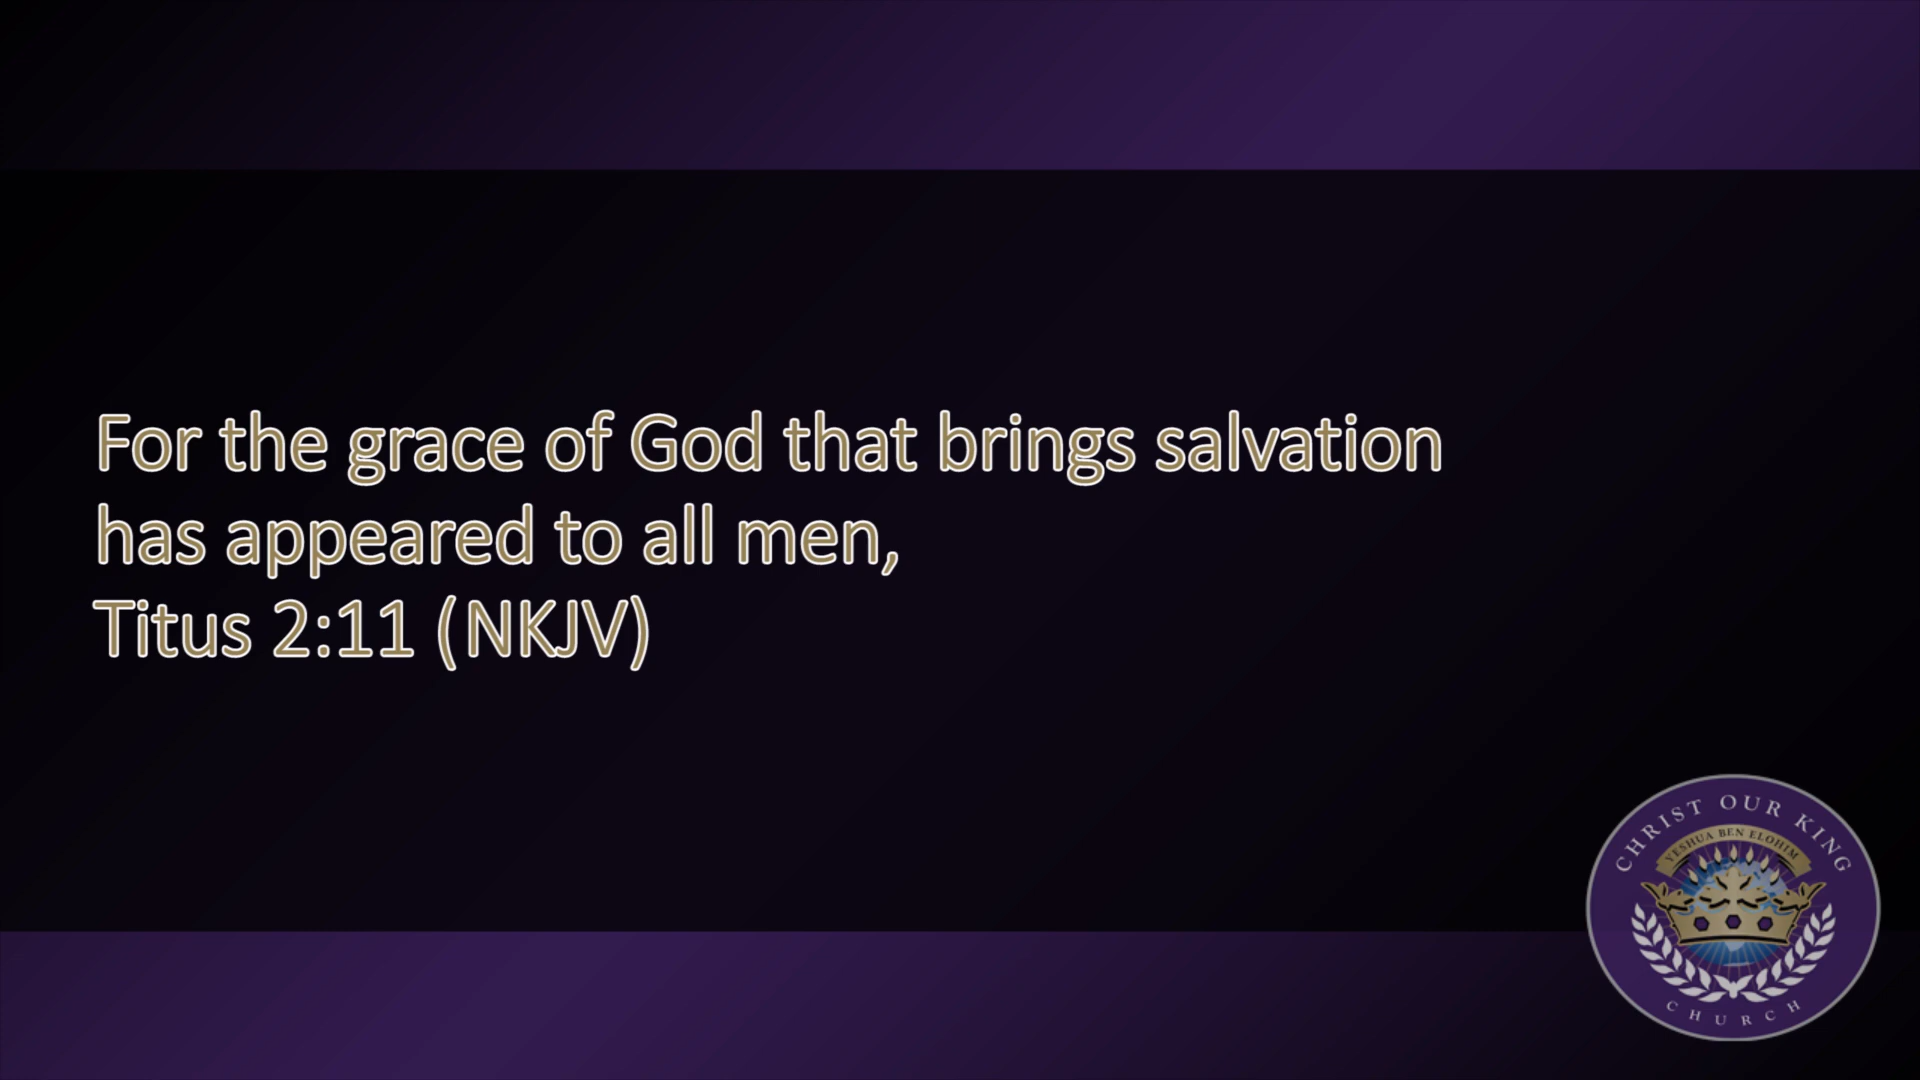 For the grace of God that brings salvation
has appeared to all men,
Titus 2:11 (NKJV)
CHRIST OUR KING
YESHUA BEN ELOHIM
CHURCH